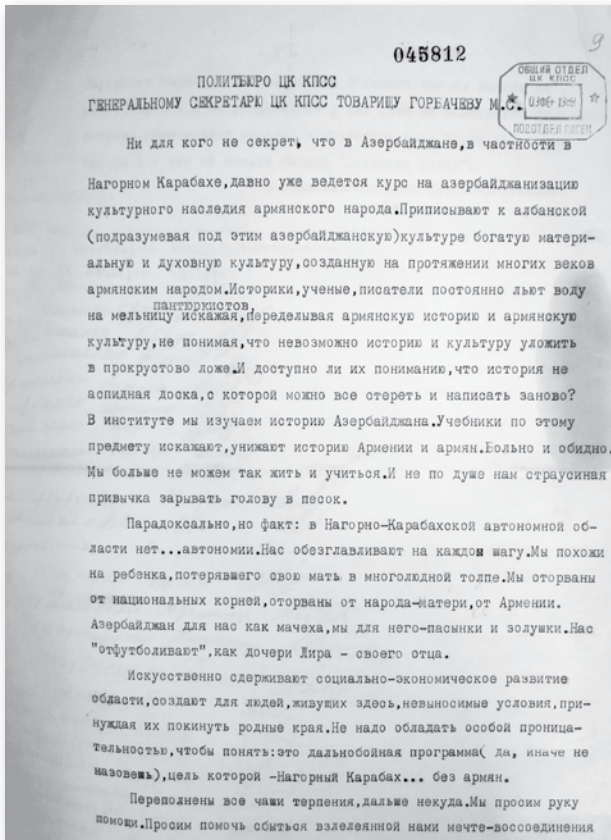 9
045812
ПОЛИТБЮРО ЦК КПСС
ОБЩИЙ ОТДЕЛ
ЦК КПСС
ПОДОТДЕЛ ПИСЕМ
ГЕНЕРАЛЬНОМУ СЕКРЕТАРЮ ЦК КПСС ТОВАРИЩУ ГОРБАЧЕВУ М.С.
Ни для кого не секрет, что в Азербайджане,в частности в
Нагорном Карабахе,давно уже ведется курс на азербайджанизацию
культурного наследия армянского народа.Приписывают к албанской
(подразумевая под этим азербайджанскую)культуре богатую матери-
альную и духовную культуру,созданную на протяжении многих веков
армянским народом.Историки,ученые,писатели постоянно льют воду
пантюркистов,
на мельницу искажая,переделывая армянскую историю и армянскую
культуру,не понимая,что невозможно историю и культуру уложить
в прокрустово ложе.И доступно ли их пониманию,что история не
аспидная доска,с которой можно все стереть и написать заново?
В институте мы изучаем историю Азербайджана.Учебники по этому
предмету искажают,унижают историю Армении и армян.Больно и обидно.
Мы больше не можем так жить и учиться.И не по душе нам страусиная
привычка зарывать голову в песок.
Парадоксально,но факт: в Нагорно-Карабахской автономной об-
ласти нет...автономии.Нас обезглавливают на каждом шагу.Мы похожи
на ребенка,потерявшего свою мать в многолюдной толпе.Мы оторваны
от национальных корней,оторваны от народа-матери,от Армении.
Азербайджан для нас как мачеха,мы для него-пасынки и золушки.Нас
"отфутболивают",как дочери Лира - своего отца.
Искусственно сдерживают социально-экономическое развитие
области,создают для людей,живущих здесь,невыносимые условия,при-
нуждая их покинуть родные края.Не надо обладать особой проница-
тельностью,чтобы понять:это дальнобойная программа( да, иначе не
назовешь),цель которой -Нагорный Карабах... без армян.
Переполнены все чаши терпения,дальше некуда.Мы просим руку
помощи.Просим помочь сбыться взлелеянной нами мечте-воссоединения